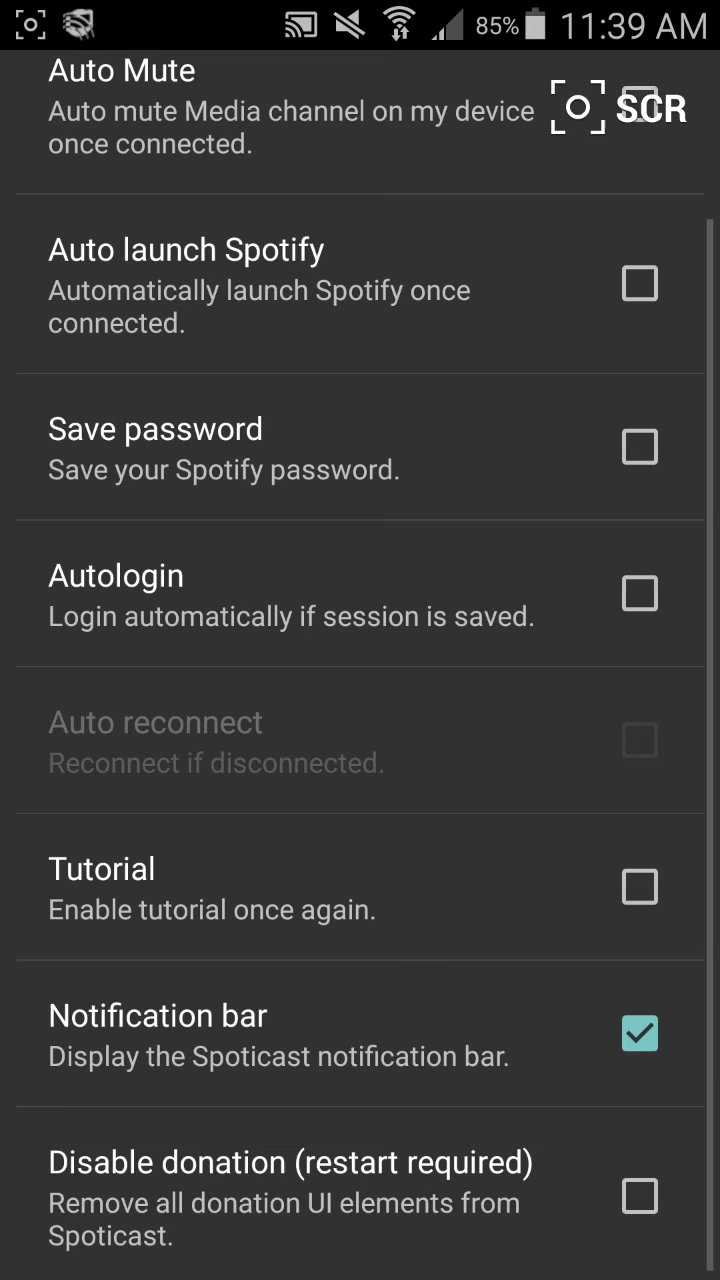 85% 11:39 AM
Auto Mute
Auto mute Media channel on my device
once connected.
SCR
Auto launch Spotify
Automatically launch Spotify once
connected.
Save password
Save your Spotify password.
Autologin
Login automatically if session is saved.
Auto reconnect
Reconnect if disconnected.
Tutorial
Enable tutorial once again.
Notification bar
Display the Spoticast notification bar.
Disable donation (restart required)
Remove all donation UI elements from
Spoticast.